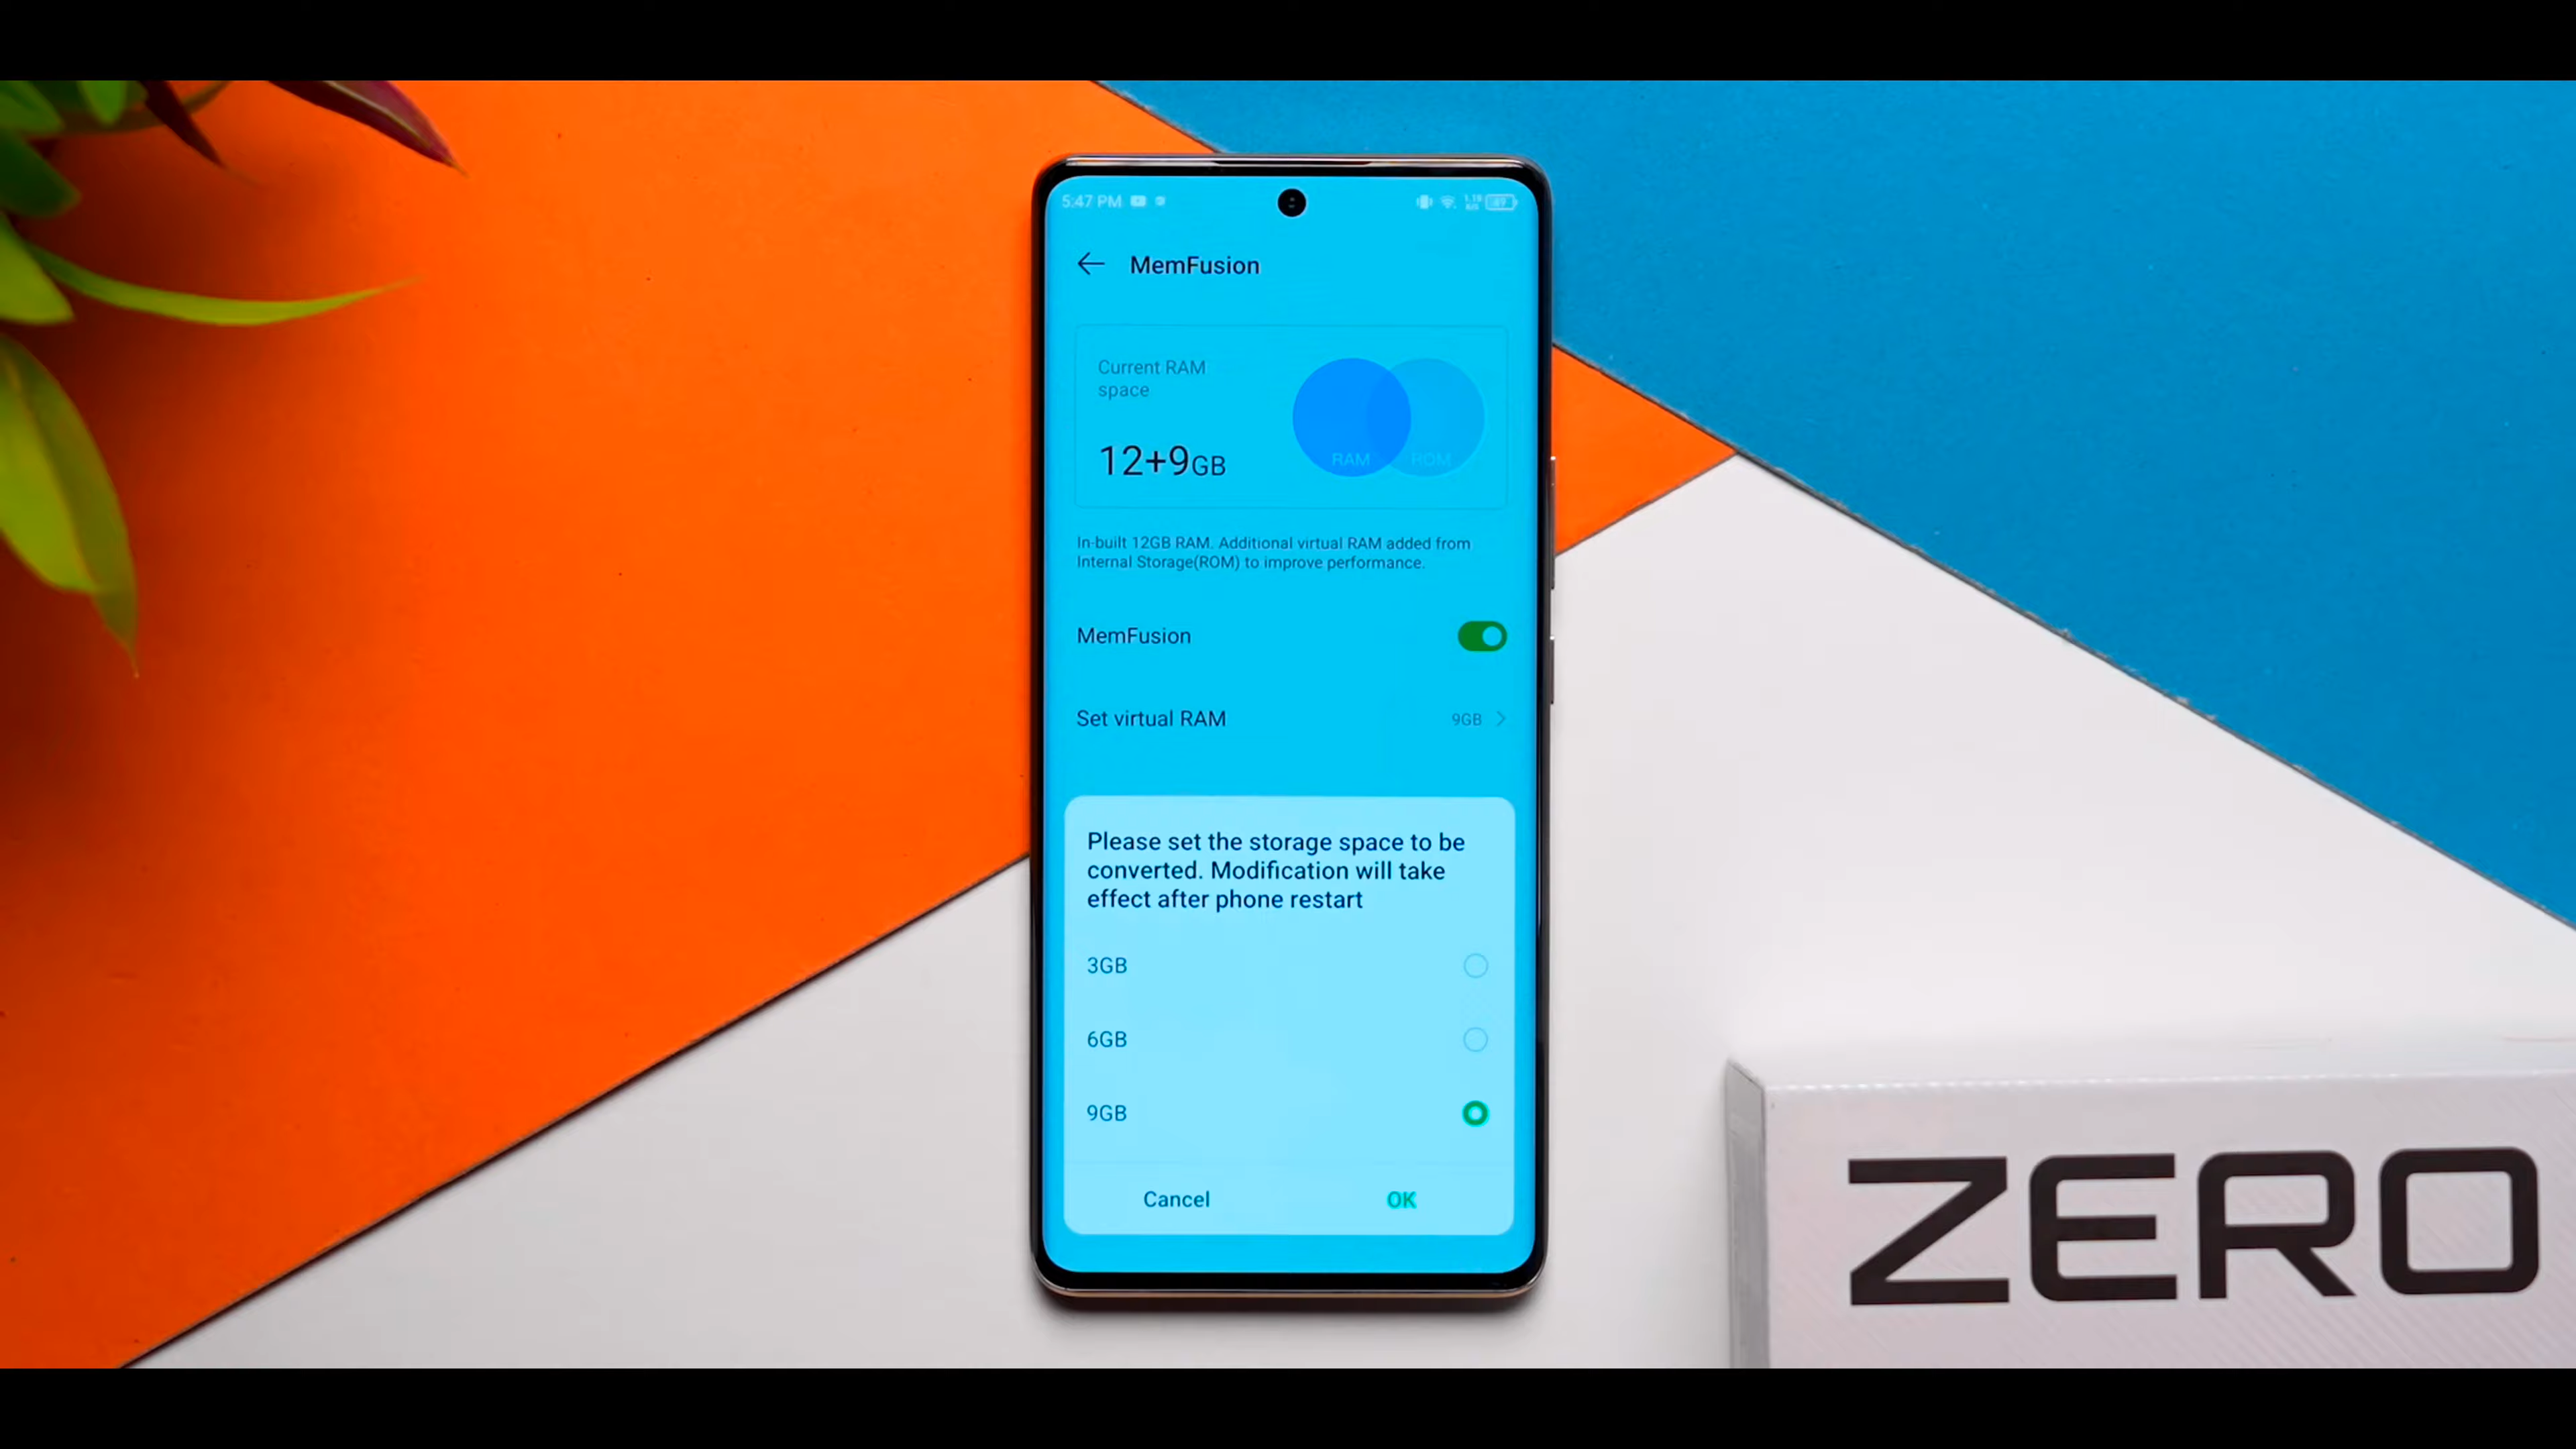 5:47 PM
MemFusion
Current RAM
space
12+9GB
RAM
ROM
In-built 12GB RAM. Additional virtual RAM added from
Internal Storage(ROM) to improve performance.
MemFusion
Set virtual RAM
9GB
Please set the storage space to be
converted. Modification will take
effect after phone restart
3GB
6GB
9GB
Cancel
OK
ZERO